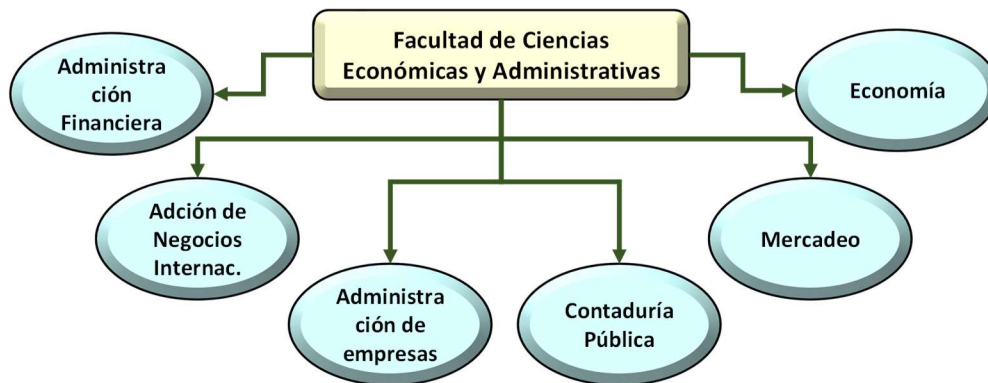 Facultad de Ciencias
Económicas y Administrativas
Administra
ción
Financiera
Economía
Adción de
Negocios
Internac.
Mercadeo
Administra
ción de
empresas
Contaduría
Pública